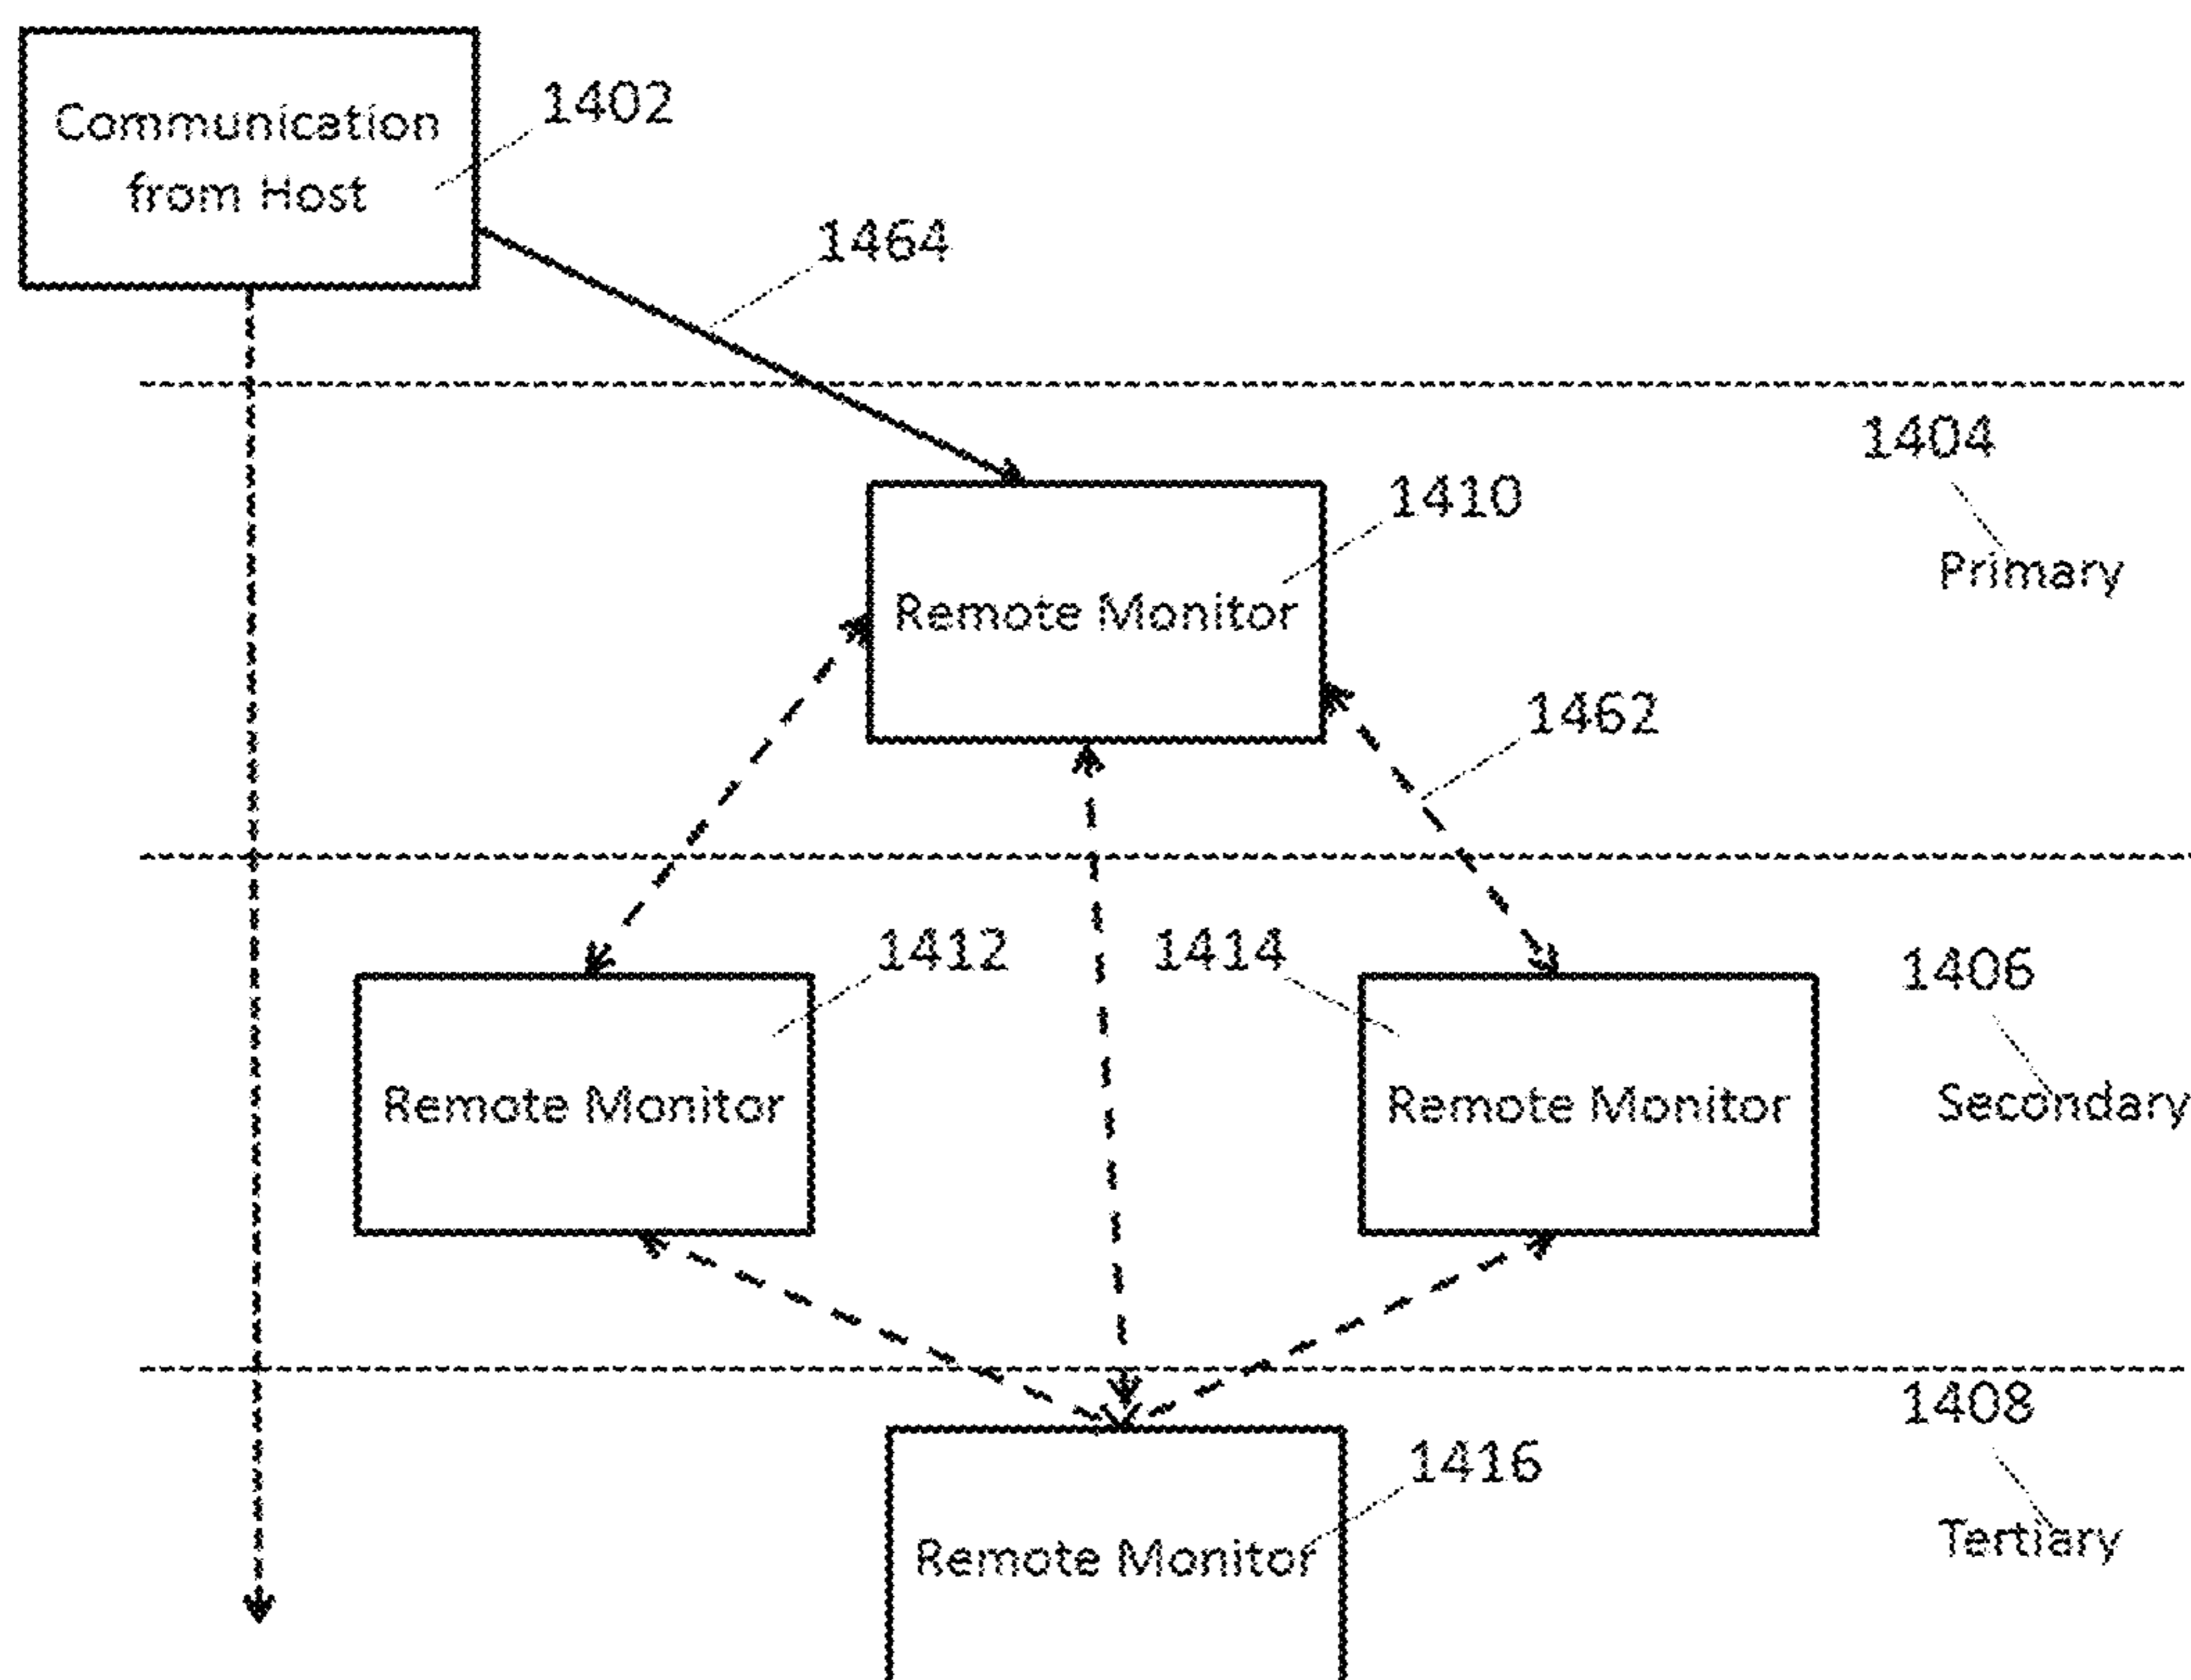 Communication
from Host
1402
1464
1404
Primary
1410
Remote Monitor
1462
1412
1414
1406
Remote Monitor
Remote Monitor
Secondary
1408
1416
Remote Monitor
Tertiary